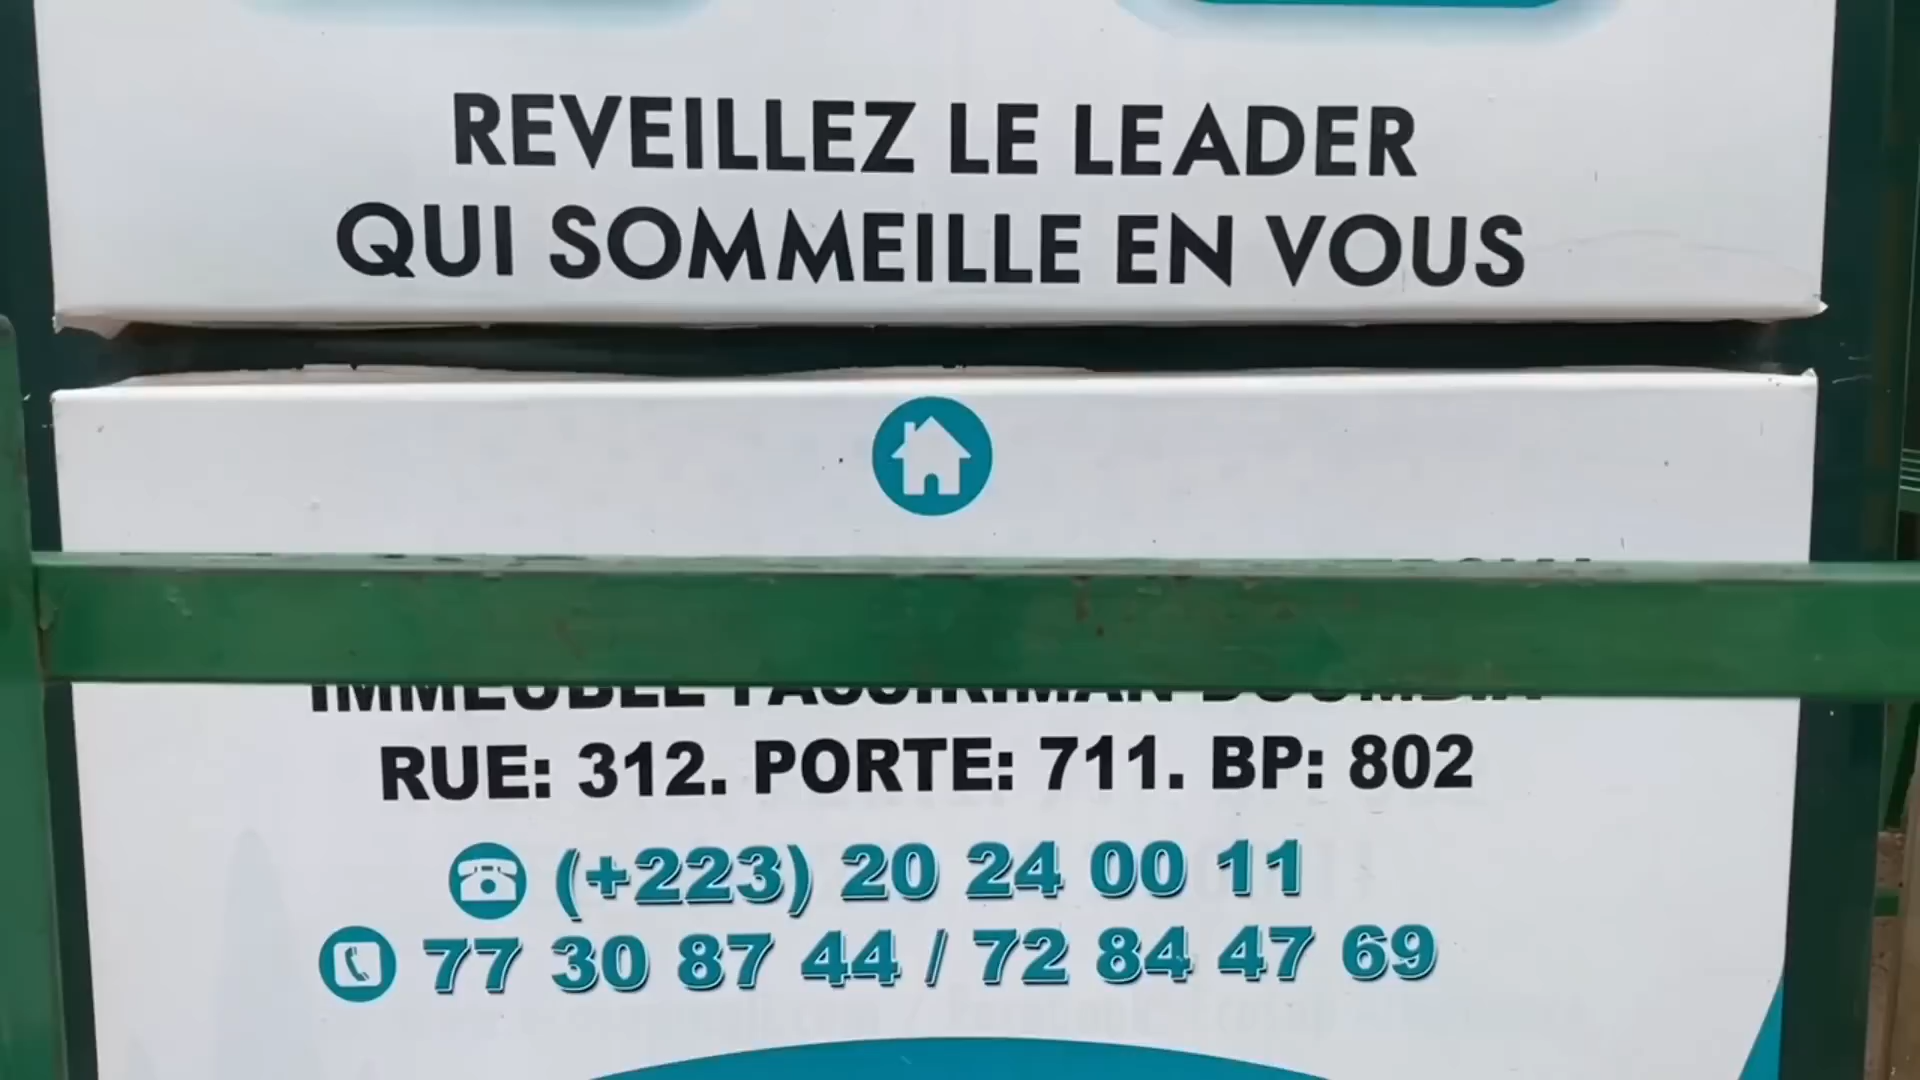 REVEILLEZ LE LEADER
QUI SOMMEILLE EN VOUS
IMMEUBLE
RUE: 312. PORTE: 711. BP: 802
(+223) 20 24 00 11
77 30 87 44 / 72 84 47 69